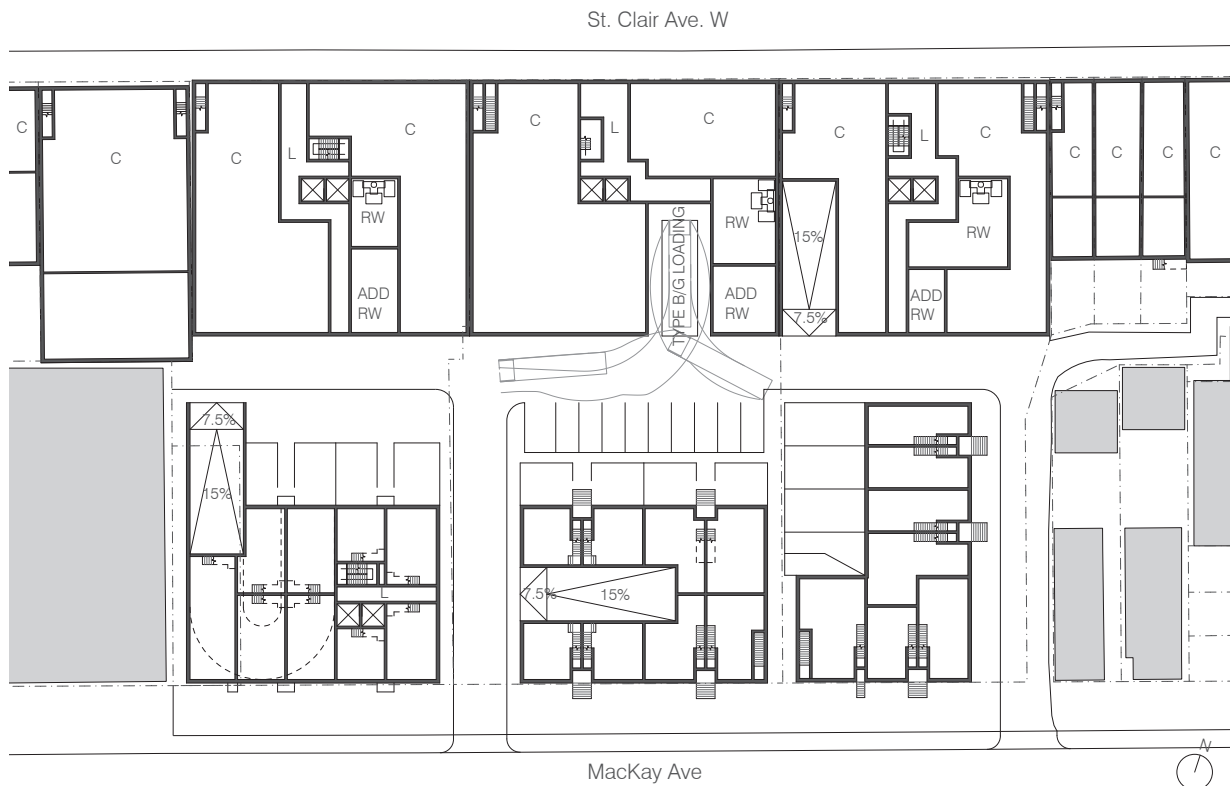 St. Clair Ave. W
C
C
C
L
C
C
L
C
C
L
C
C
C
C
C
RW
RW
15%
RW
TYPE B/G LOADING
ADD
RW
ADD
RW
7.5%
ADD
RW
7.5%
15%
7.5%
15%
L
MacKay Ave
N